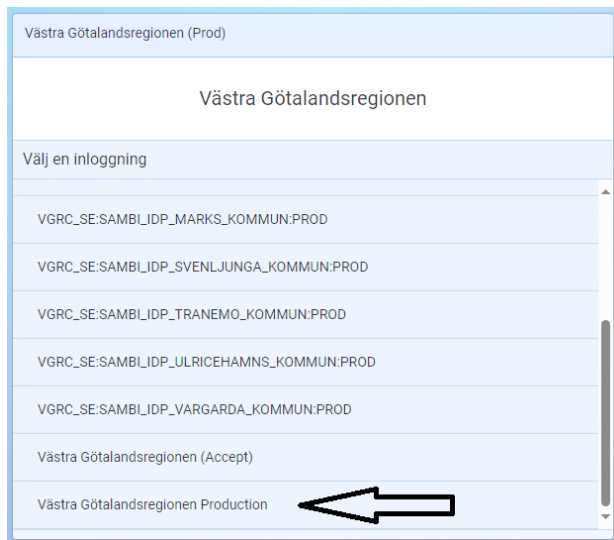 Västra Götalandsregionen (Prod)
Västra Götalandsregionen
Välj en inloggning
VGRC_SE:SAMBI_IDP_MARKS_KOMMUN:PROD
VGRC_SE:SAMBI_IDP_SVENLJUNGA_KOMMUN:PROD
VGRC_SE:SAMBI_IDP_TRANEMO_KOMMUN:PROD
VGRC_SE:SAMBI_IDP_ULRICEHAMNS_KOMMUN:PROD
VGRC_SE:SAMBI_IDP_VARGARDA_KOMMUN:PROD
Västra Götalandsregionen (Accept)
Västra Götalandsregionen Production